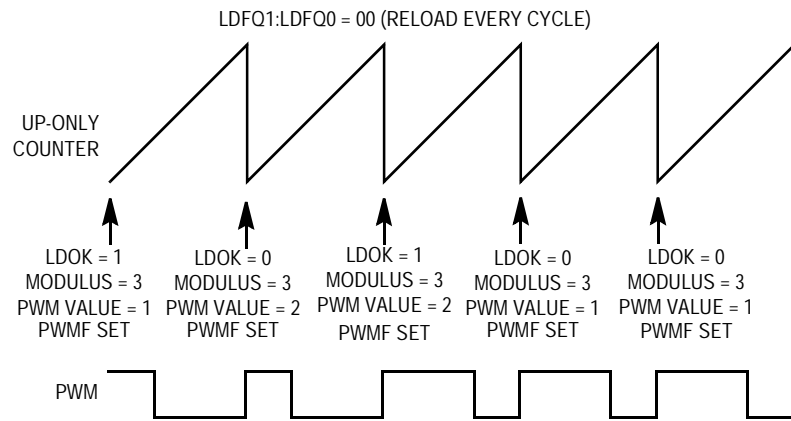 LDFQ1:LDFQ0 = 00 (RELOAD EVERY CYCLE)
UP-ONLY
COUNTER
LDOK = 1
MODULUS = 3
PWM VALUE = 1
PWMF SET
LDOK = 0
MODULUS = 3
PWM VALUE = 2
PWMF SET
LDOK = 1
MODULUS = 3
PWM VALUE = 2
PWMF SET
LDOK = 0
MODULUS = 3
PWM VALUE = 1
PWMF SET
LDOK = 0
MODULUS = 3
PWM VALUE = 1
PWMF SET
PWM